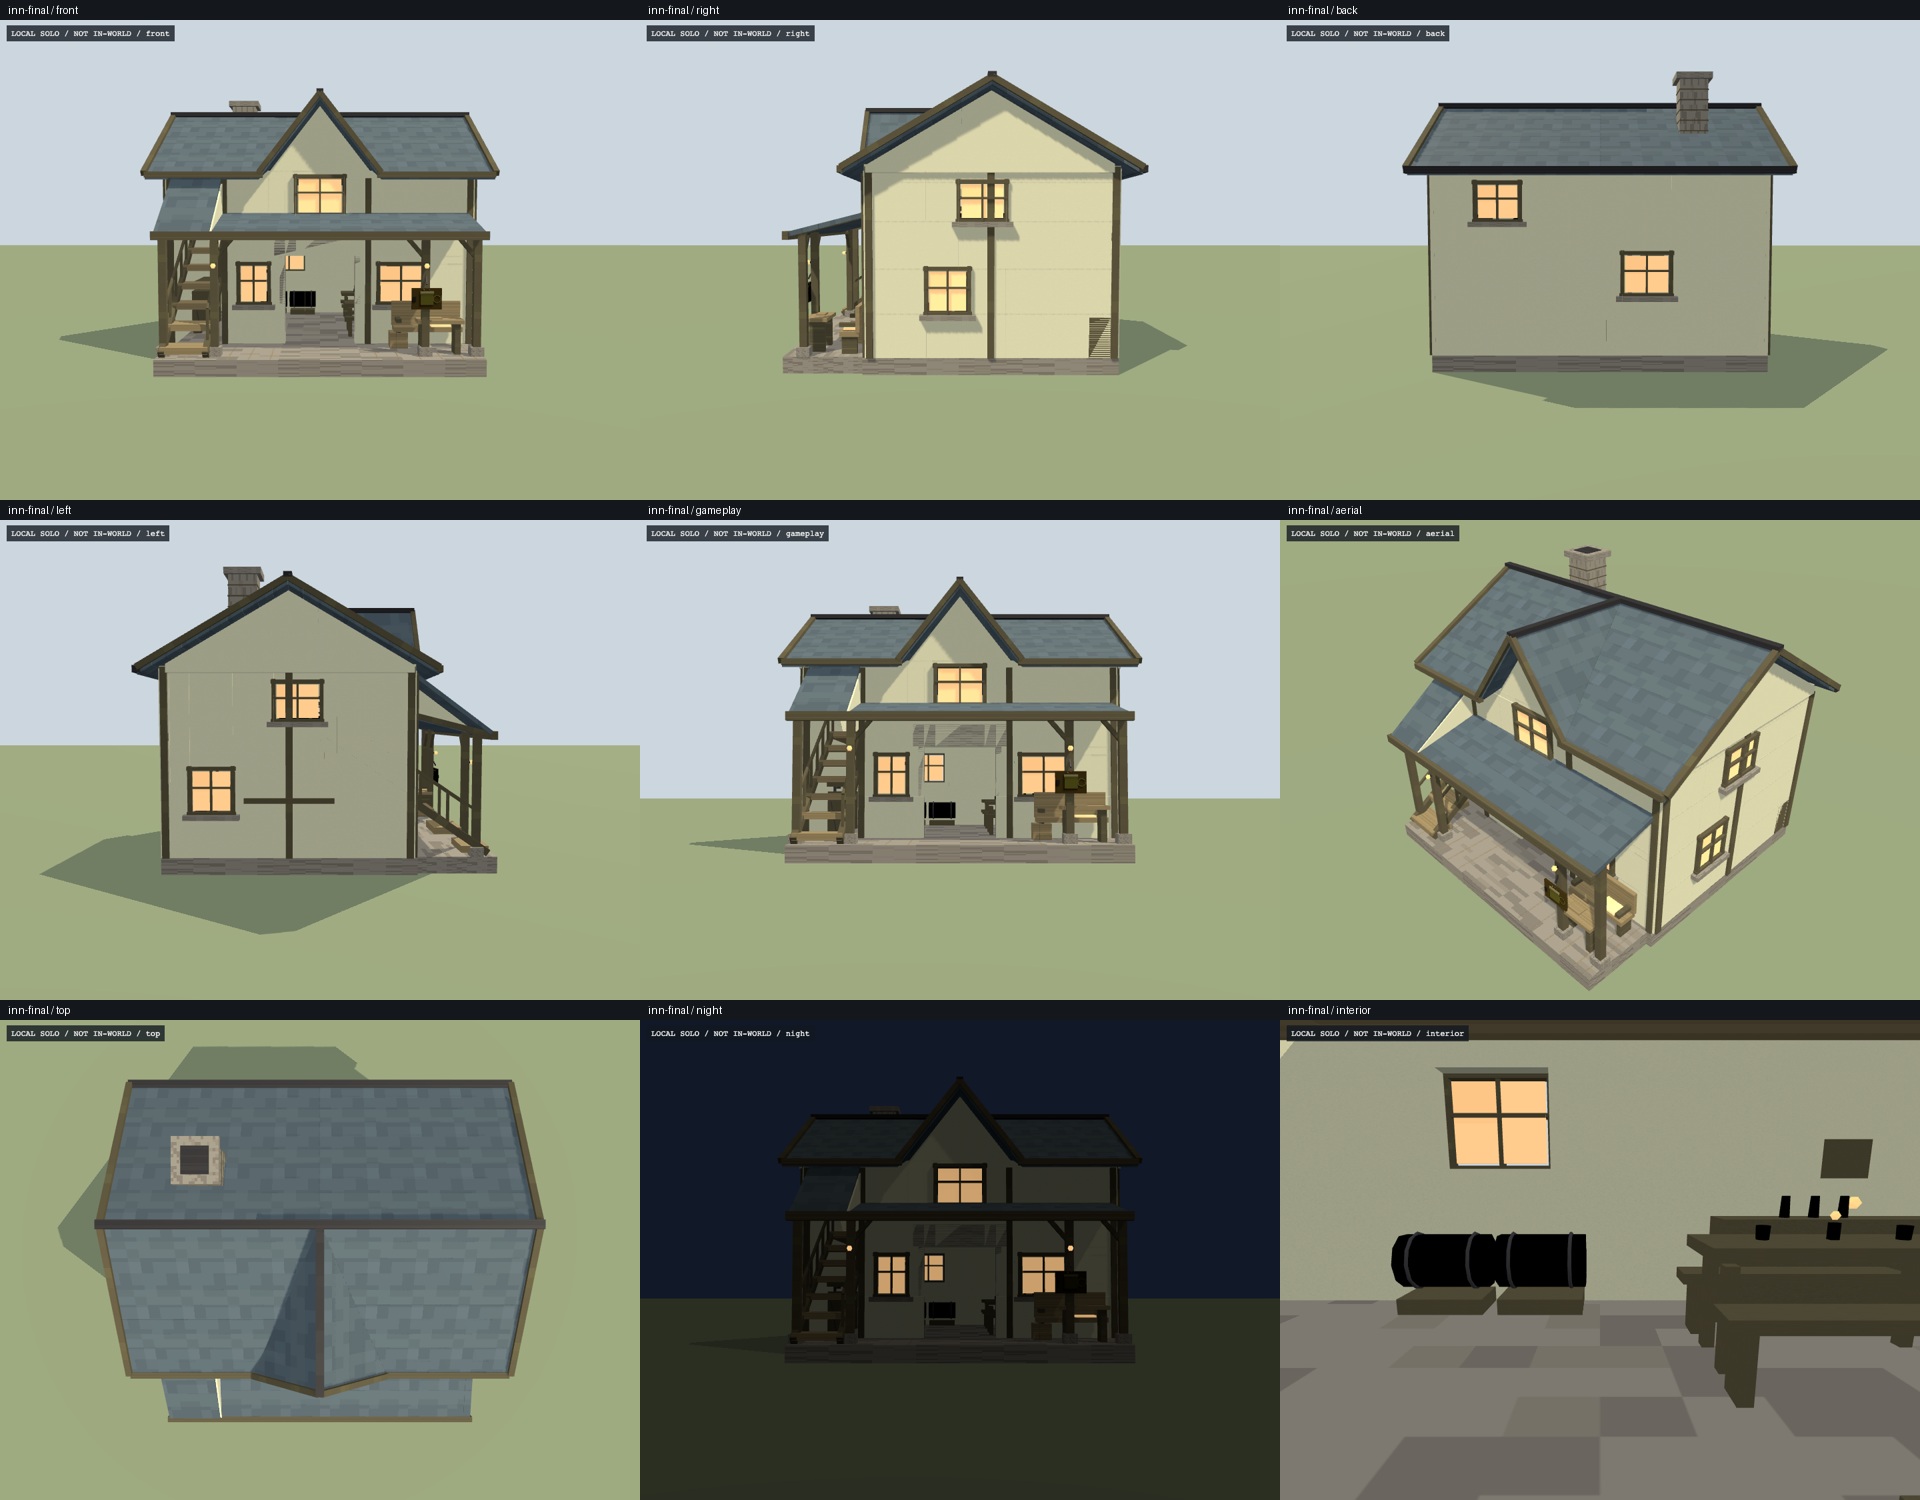 inn-final / front
LOCAL SOLO / NOT IN-WORLD / front
inn-final / right
LOCAL SOLO / NOT IN-WORLD / right
inn-final / back
LOCAL SOLO / NOT IN-WORLD / back
inn-final / left
LOCAL SOLO / NOT IN-WORLD / left
inn-final / gameplay
LOCAL SOLO / NOT IN-WORLD / gameplay
inn-final / aerial
LOCAL SOLO / NOT IN-WORLD / aerial
inn-final / top
LOCAL SOLO / NOT IN-WORLD / top
inn-final / night
LOCAL SOLO / NOT IN-WORLD / night
inn-final / interior
LOCAL SOLO / NOT IN-WORLD / interior